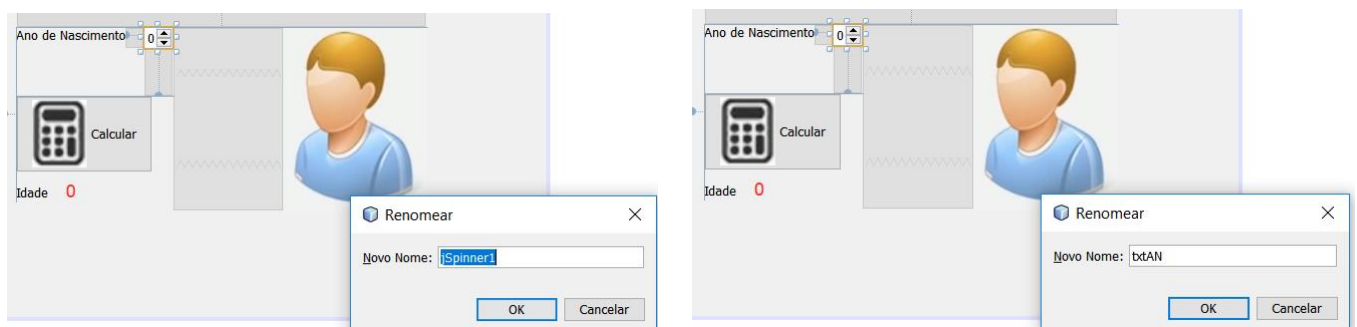 Ano de Nascimento 0
Calcular
Idade 0
Renomear
Novo Nome: jSpinner1
OK Cancelar
Ano de Nascimento 0
Calcular
Idade 0
Renomear
Novo Nome: txtAN
OK Cancelar